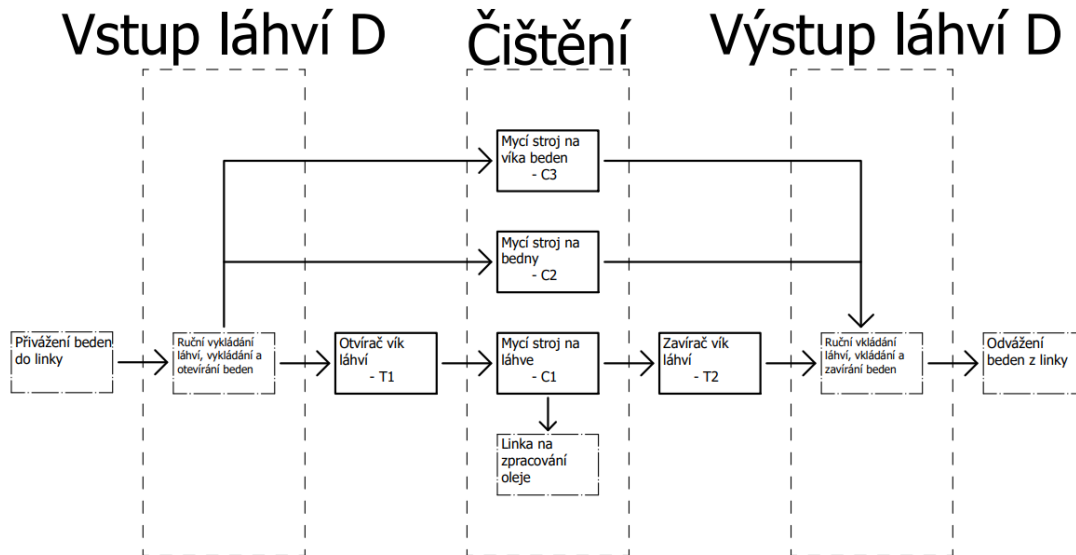 Vstup láhví D
Čištění
Výstup láhví D
Mycí stroj na
víka beden
- C3
Mycí stroj na
bedny
- C2
Přivážení beden
do linky
Ruční vykládání
láhví, vykládání a
otevírání beden
Otvírač vík
láhví
- T1
Mycí stroj na
láhve
- C1
Zavírač vík
láhví
- T2
Ruční vkládání
láhví, vkládání a
zavírání beden
Odvážení
beden z linky
Linka na
zpracování
oleje